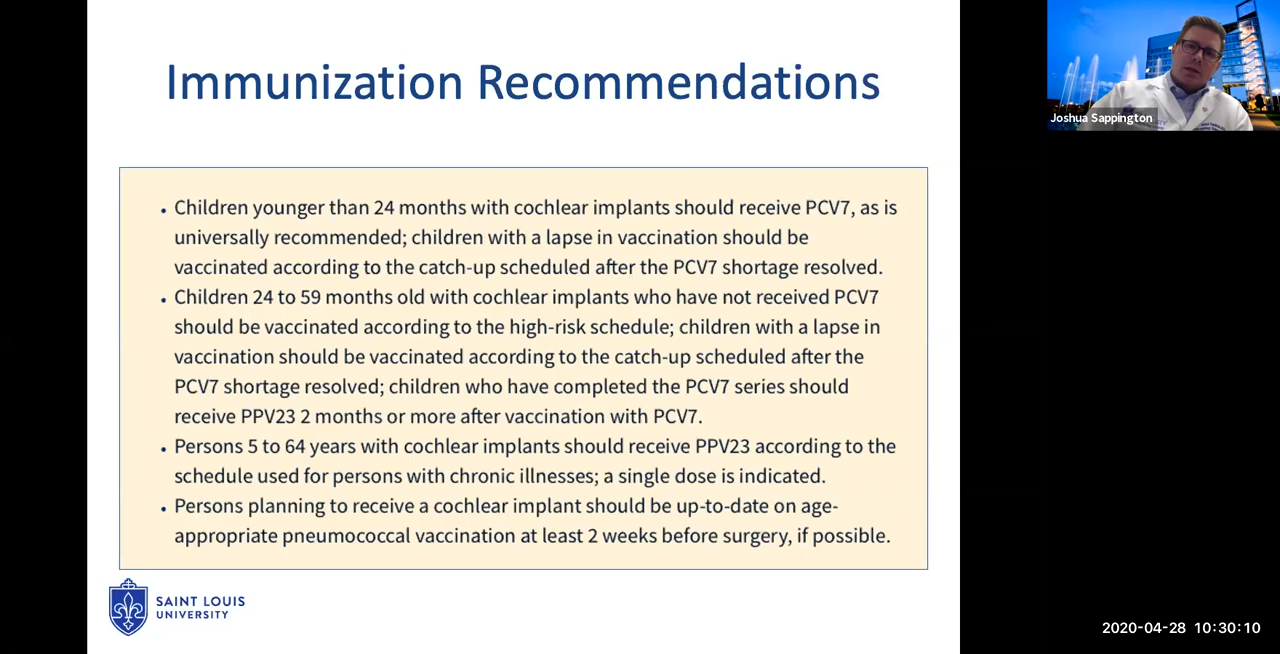 Immunization Recommendations
• Children younger than 24 months with cochlear implants should receive PCV7, as is
universally recommended; children with a lapse in vaccination should be
vaccinated according to the catch-up scheduled after the PCV7 shortage resolved.
• Children 24 to 59 months old with cochlear implants who have not received PCV7
should be vaccinated according to the high-risk schedule; children with a lapse in
vaccination should be vaccinated according to the catch-up scheduled after the
PCV7 shortage resolved; children who have completed the PCV7 series should
receive PPV23 2 months or more after vaccination with PCV7.
• Persons 5 to 64 years with cochlear implants should receive PPV23 according to the
schedule used for persons with chronic illnesses; a single dose is indicated.
• Persons planning to receive a cochlear implant should be up-to-date on age-
appropriate pneumococcal vaccination at least 2 weeks before surgery, if possible.
SAINT LOUIS
UNIVERSITY
Joshua Sappington
2020-04-28 10:30:10